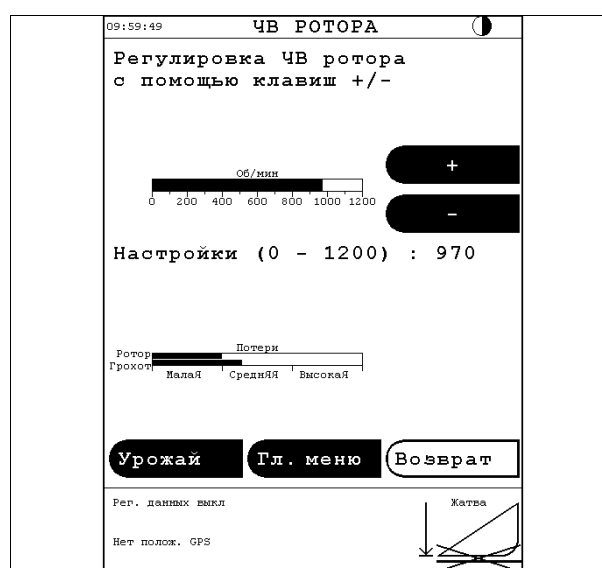 09:59:49 ЧВ РОТОРА
Регулировка ЧВ ротора
с помощью клавиш +/-
+
Об/мин
0 200 400 600 800 1000 1200
-
Настройки (0 - 1200) : 970
Потери
Ротор
Грохот
МалаЯ СреднЯЯ ВысокаЯ
Урожай Гл. меню Возврат
Рег. данных выкл
Жатва
Нет полож. GPS